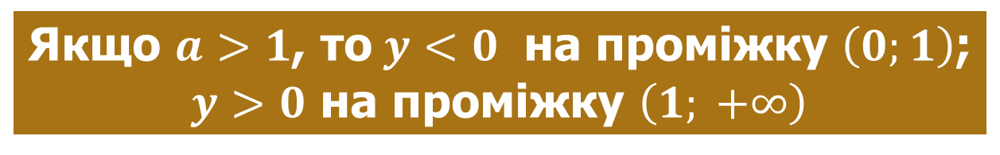 Якщо a > 1, то y < 0 на проміжку (0; 1);
y > 0 на проміжку (1; +∞)